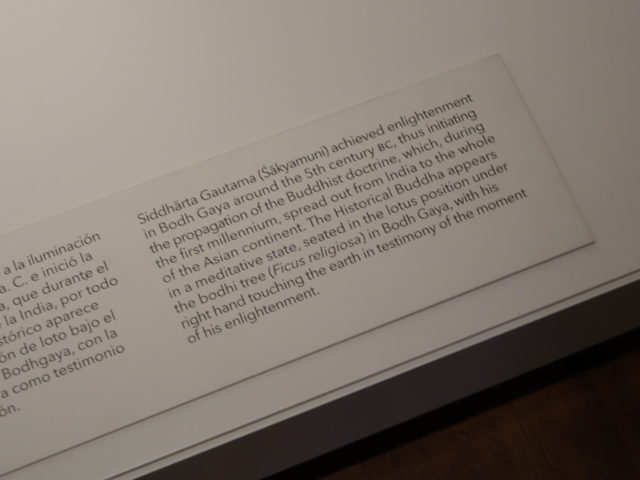 a la iluminación
a. C. e inició la
a, que durante el
la India, por todo
stórico aparece
ón de loto bajo el
Bodhgaya, con la
a como testimonio
ón.
Siddhārta Gautama (Śākyamuni) achieved enlightenment
in Bodh Gaya around the 5th century BC, thus initiating
the propagation of the Buddhist doctrine, which, during
the first millennium, spread out from India to the whole
of the Asian continent. The Historical Buddha appears
in a meditative state, seated in the lotus position under
the bodhi tree (Ficus religiosa) in Bodh Gaya, with his
right hand touching the earth in testimony of the moment
of his enlightenment.